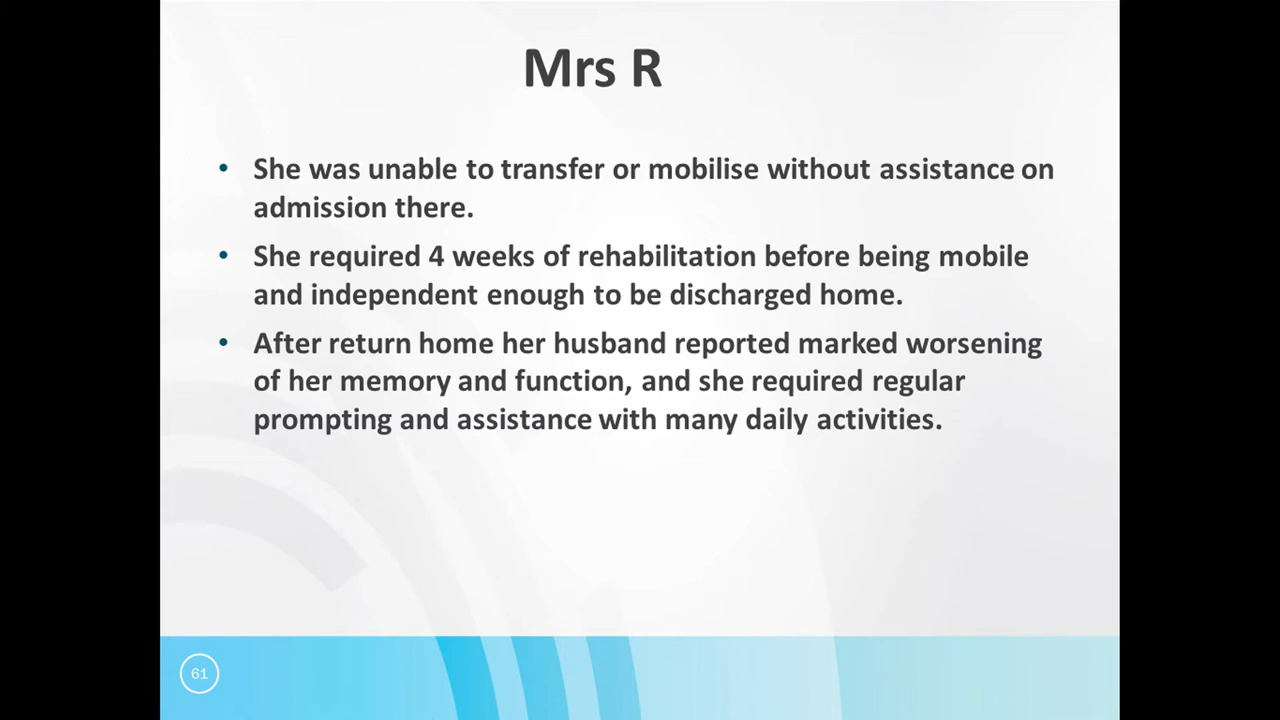 Mrs R
• She was unable to transfer or mobilise without assistance on
admission there.
• She required 4 weeks of rehabilitation before being mobile
and independent enough to be discharged home.
• After return home her husband reported marked worsening
of her memory and function, and she required regular
prompting and assistance with many daily activities.
61